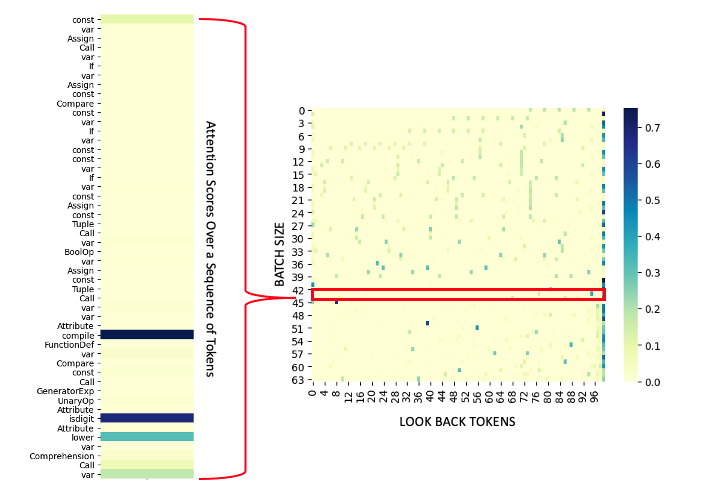 const
var
Assign
Call
var
If
var
Assign
const
Compare
const
var
If
var
const
const
var
If
var
const
Assign
const
Tuple
Call
var
BoolOp
var
Assign
const
Tuple
Call
var
var
Attribute
compile
FunctionDef
var
Compare
const
Call
GeneratorExp
UnaryOp
Attribute
isdigit
Attribute
lower
var
Comprehension
Call
var
Attention Scores Over a Sequence of Tokens
BATCH SIZE
0
3
6
9
12
15
18
21
24
27
30
33
36
39
42
45
48
51
54
57
60
63
0 4 8 12 16 20 24 28 32 36 40 44 48 52 56 60 64 68 72 76 80 84 88 92 96
LOOK BACK TOKENS
0.7
0.6
0.5
0.4
0.3
0.2
0.1
0.0